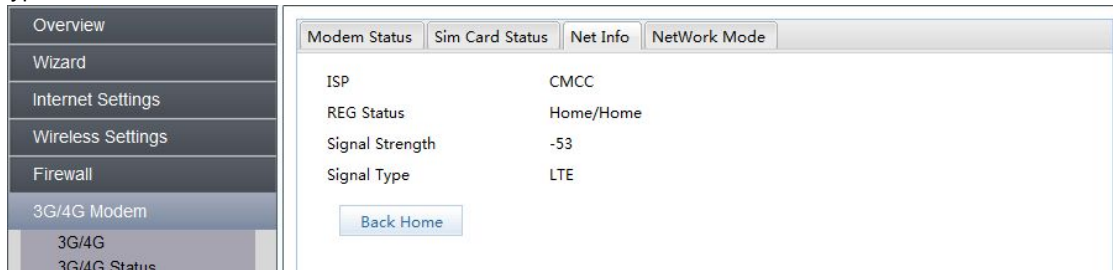 Overview
Wizard
Internet Settings
Wireless Settings
Firewall
3G/4G Modem
3G/4G
3G/4G Status
Modem Status Sim Card Status Net Info NetWork Mode
ISP CMCC
REG Status Home/Home
Signal Strength -53
Signal Type LTE
Back Home